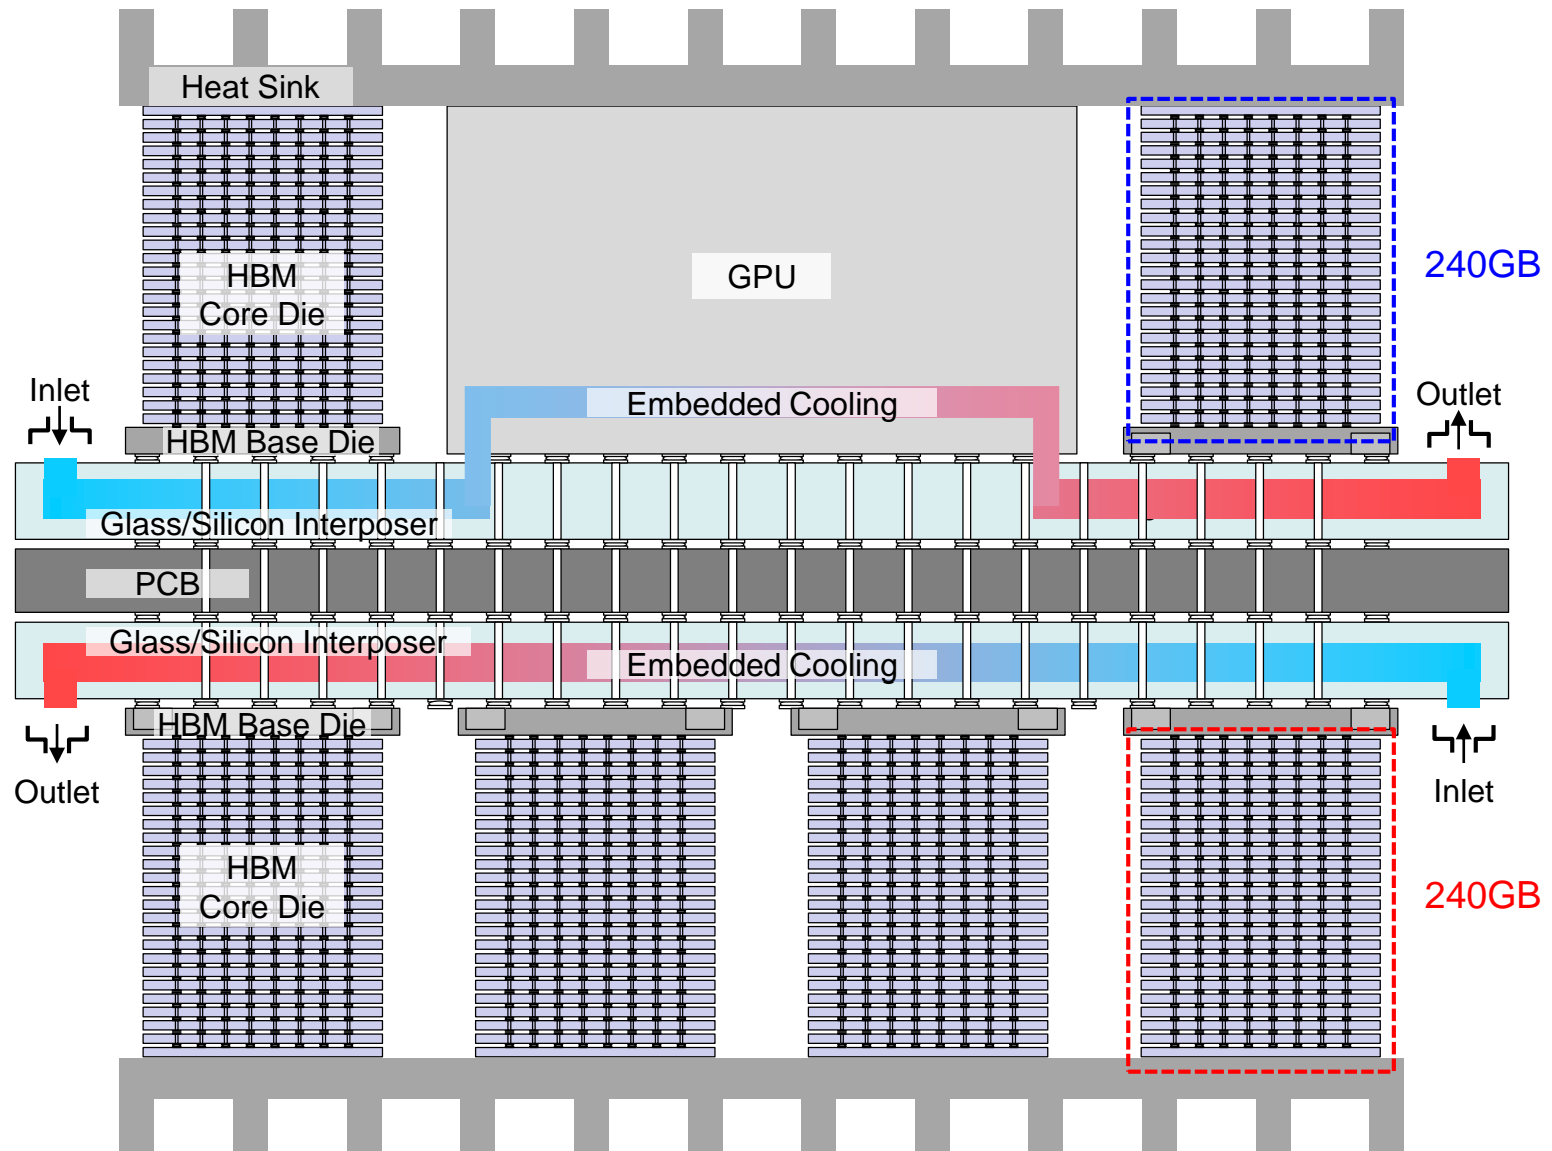 Heat Sink
HBM
Core Die
GPU
240GB
Inlet
Embedded Cooling
Outlet
HBM Base Die
Glass/Silicon Interposer
PCB
Glass/Silicon Interposer
Embedded Cooling
HBM Base Die
Outlet
Inlet
HBM
Core Die
240GB